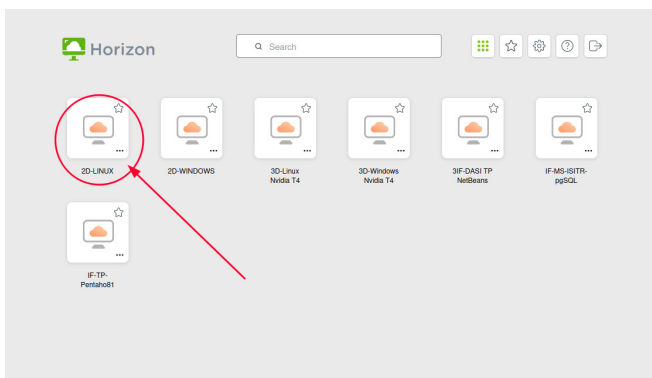 Horizon
Search
2D-LINUX
2D-WINDOWS
3D-Linux
Nvidia T4
3D-Windows
Nvidia T4
3IF-DASI TP
NetBeans
IF-MS-ISITR-
pgSQL
IF-TP-
Pentaho81